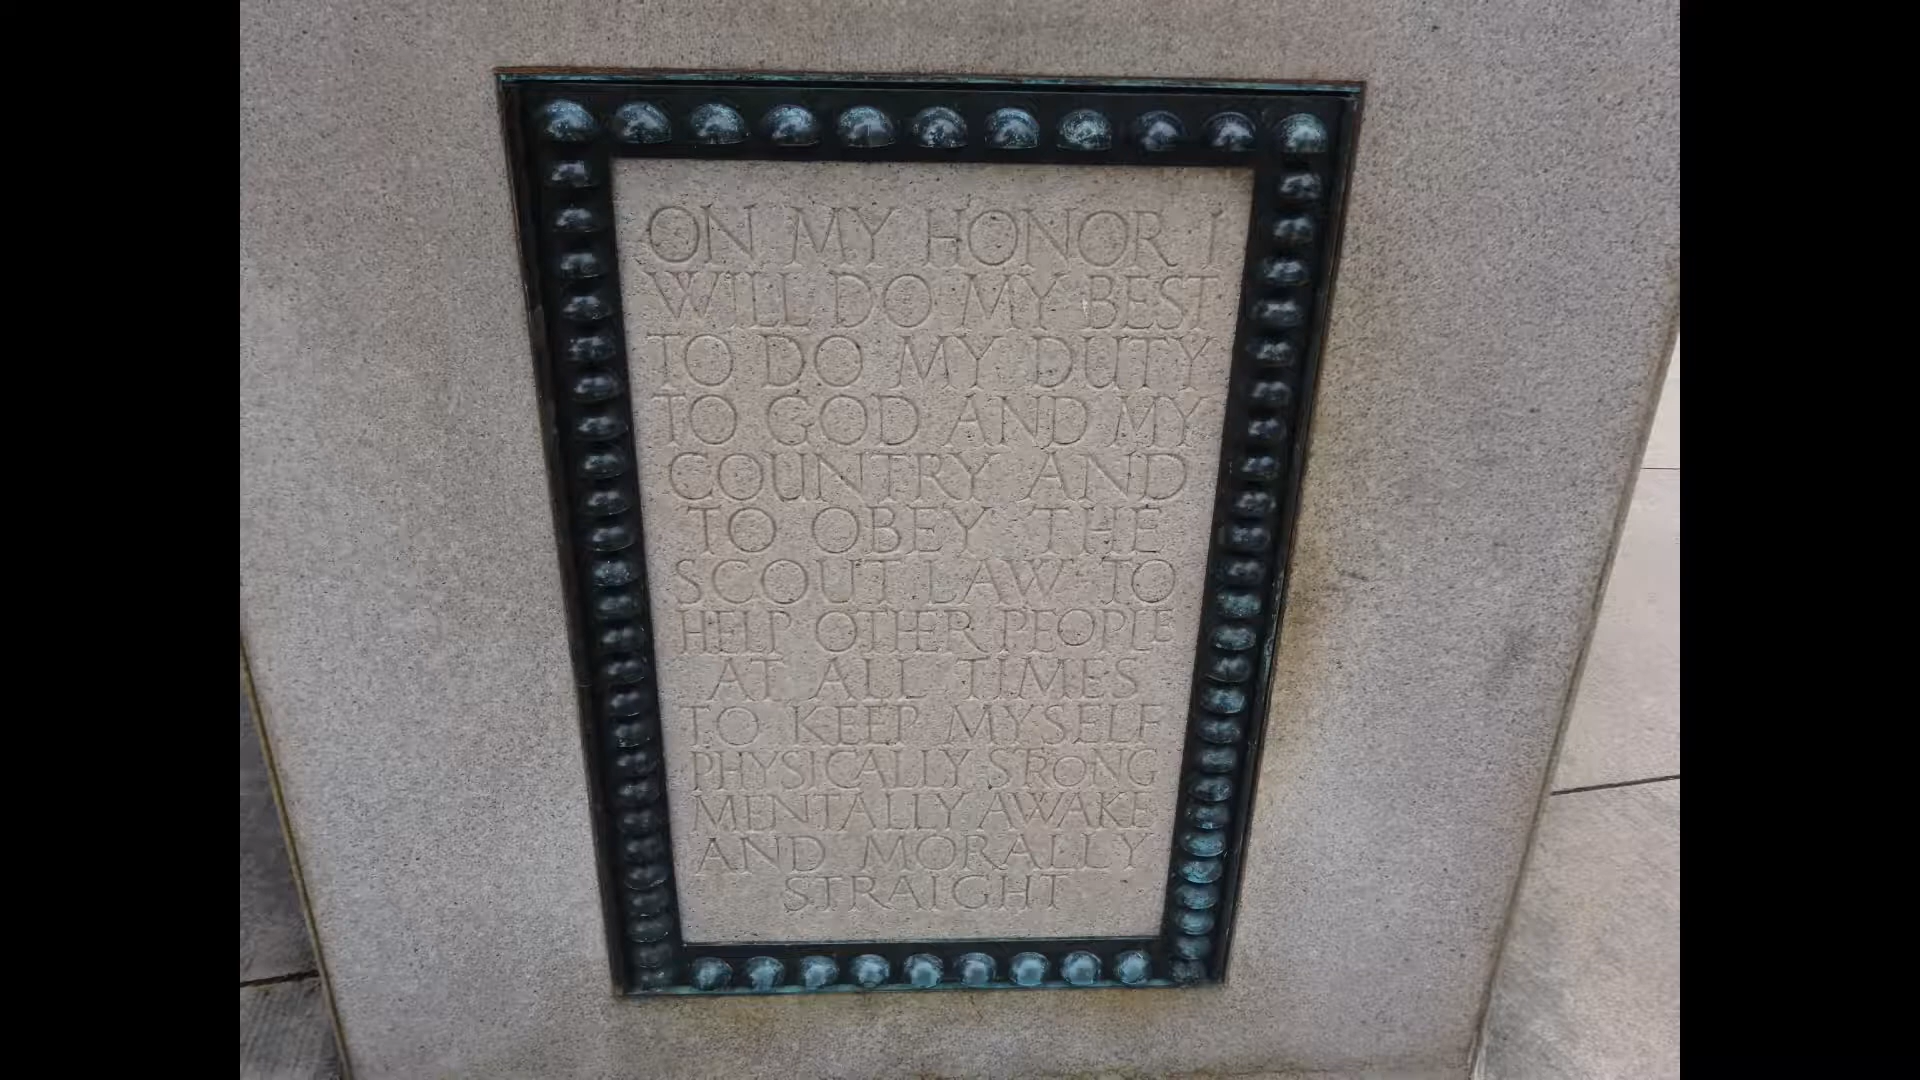 ON MY HONOR I
WILL DO MY BEST
TO DO MY DUTY
TO GOD AND MY
COUNTRY AND
TO OBEY THE
SCOUT LAW TO
HELP OTHER PEOPLE
AT ALL TIMES
TO KEEP MYSELF
PHYSICALLY SRONG
MENTALLY AWAKE
AND MORALLY
STRAIGHT